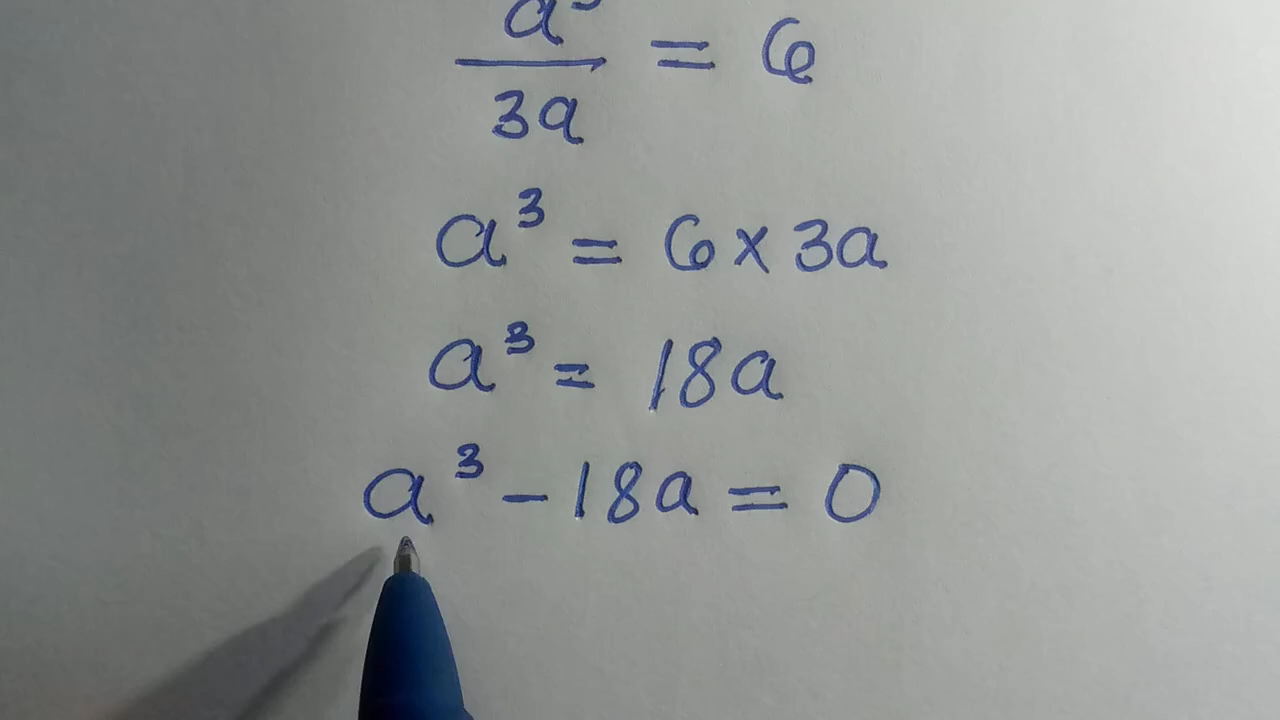 a³
—— = 6
3a
a³ = 6 × 3a
a³ = 18a
a³ - 18a = 0